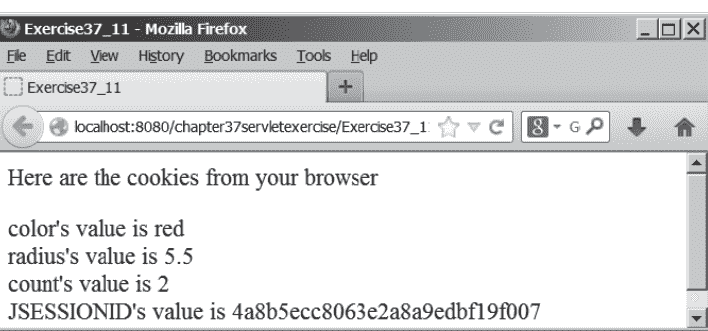 Exercise37_11 - Mozilla Firefox
File Edit View History Bookmarks Tools Help
Exercise37_11 +
localhost:8080/chapter37servletexercise/Exercise37_1 8 G
Here are the cookies from your browser
color's value is red
radius's value is 5.5
count's value is 2
JSESSIONID's value is 4a8b5ecc8063e2a8a9edbf19f007